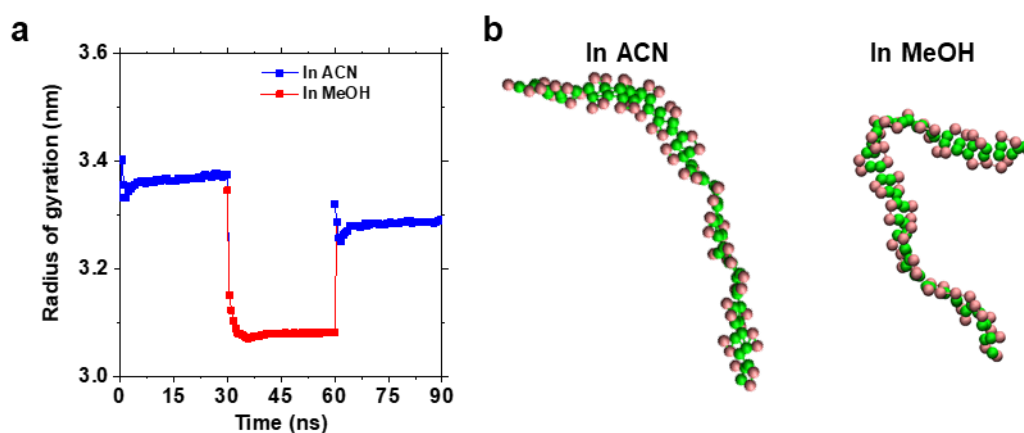 a
3.6
3.4
3.2
3.0
Radius of gyration (nm)
In ACN
In MeOH
0 15 30 45 60 75 90
Time (ns)
b
In ACN
In MeOH